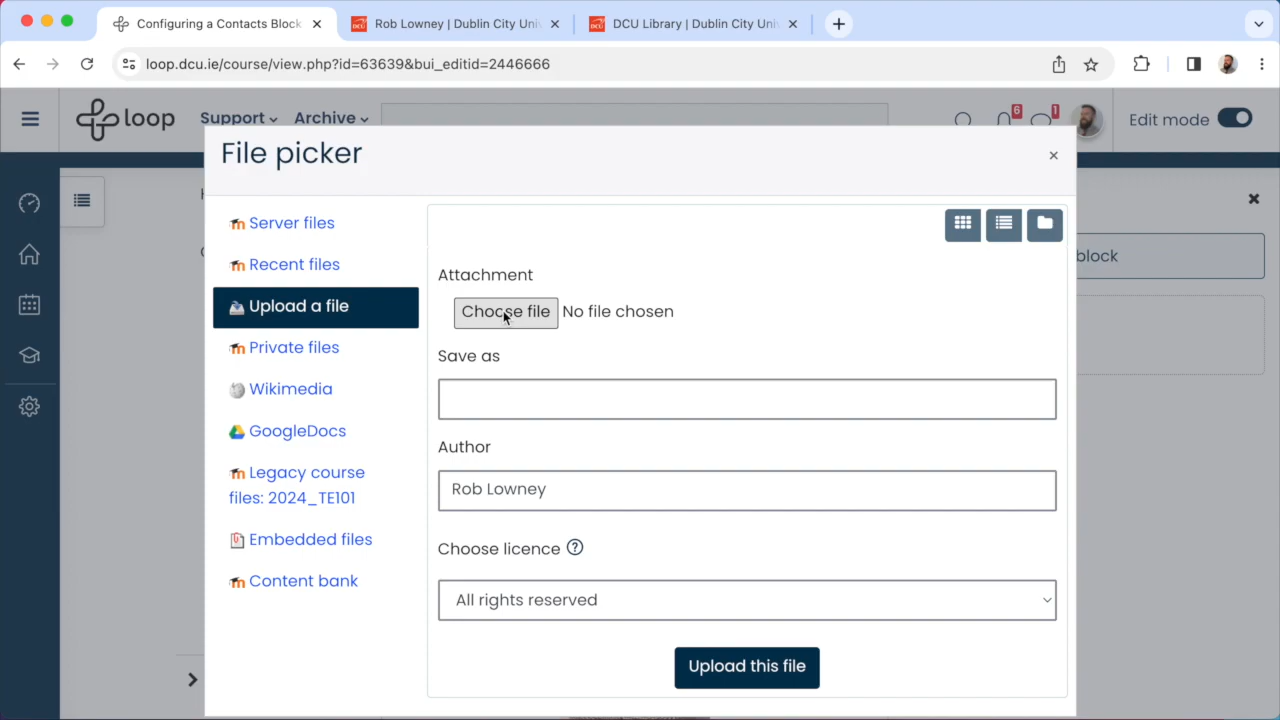 Configuring a Contacts Block
Rob Lowney | Dublin City Uni
DCU Library | Dublin City Uni
loop.dcu.ie/course/view.php?id=63639&bui_editid=2446666
loop
Support
Archive
6
1
Edit mode
File picker
Server files
Recent files
Upload a file
Private files
Wikimedia
GoogleDocs
Legacy course
files: 2024_TE101
Embedded files
Content bank
Attachment
Choose file No file chosen
Save as
Author
Rob Lowney
Choose licence
All rights reserved
Upload this file
block